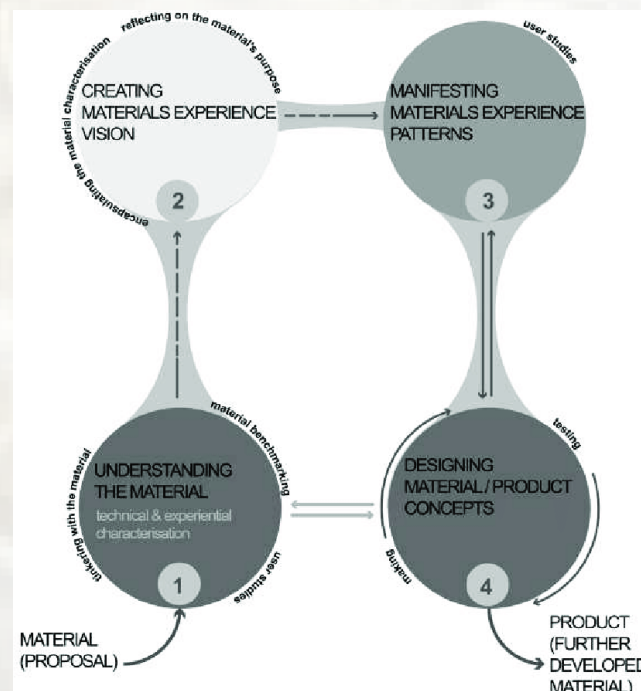 reflecting on the material's purpose
encapsulating the material characterisation
CREATING
MATERIALS EXPERIENCE
VISION
2
user studies
MANIFESTING
MATERIALS EXPERIENCE
PATTERNS
3
material benchmarking
tinkering with the material
user studies
UNDERSTANDING
THE MATERIAL
technical & experiential
characterisation
1
testing
making
DESIGNING
MATERIAL / PRODUCT
CONCEPTS
4
MATERIAL
(PROPOSAL)
PRODUCT
(FURTHER
DEVELOPED
MATERIAL)